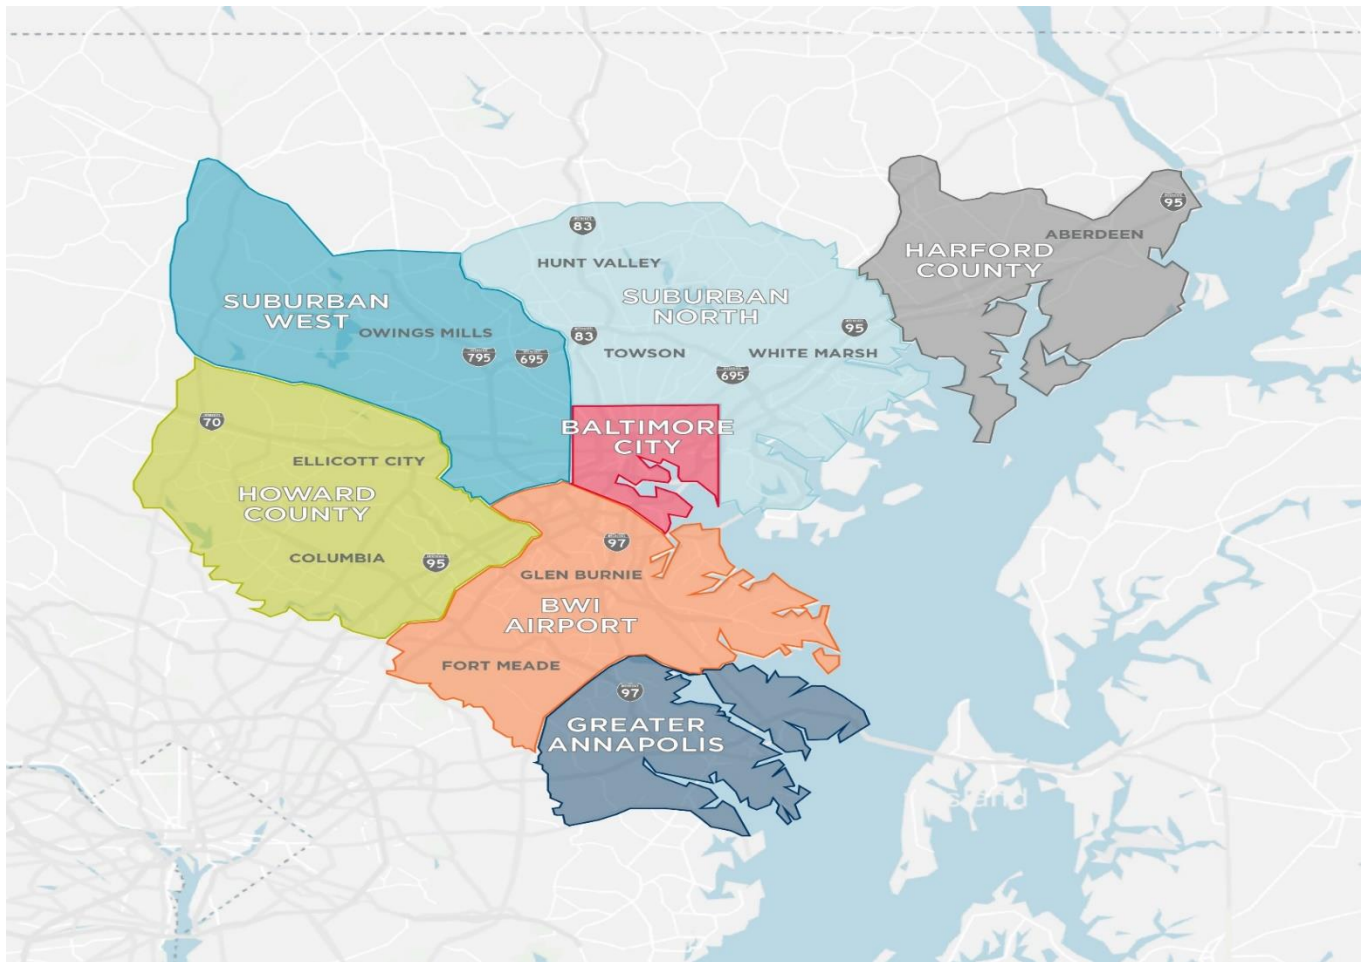 83
HUNT VALLEY
95
ABERDEEN
HARFORD
COUNTY
SUBURBAN
WEST
OWINGS MILLS
795
695
SUBURBAN
NORTH
83
TOWSON
95
WHITE MARSH
695
70
ELLICOTT CITY
HOWARD
COUNTY
COLUMBIA
95
BALTIMORE
CITY
97
GLEN BURNIE
BWI
AIRPORT
FORT MEADE
97
GREATER
ANNAPOLIS